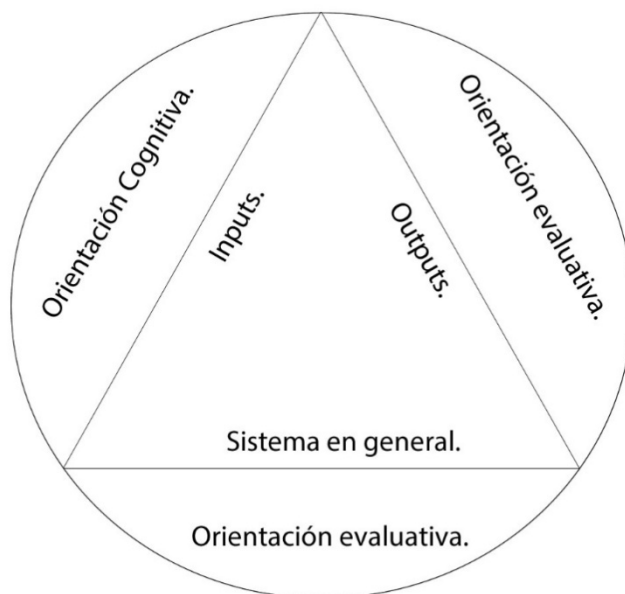 Orientación Cognitiva.
Inputs.
Outputs.
Orientación evaluativa.
Sistema en general.
Orientación evaluativa.